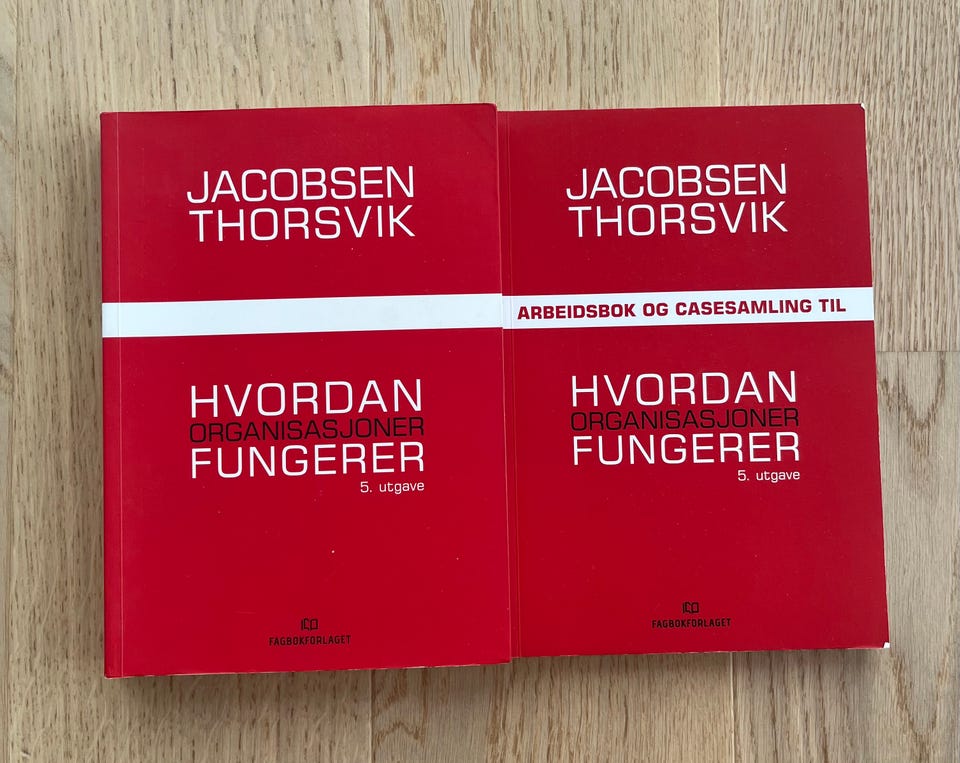 JACOBSEN
THORSVIK
HVORDAN
ORGANISASJONER
FUNGERER
5. utgave
FAGBOKFORLAGET
JACOBSEN
THORSVIK
ARBEIDSBOK OG CASESAMLING TIL
HVORDAN
ORGANISASJONER
FUNGERER
5. utgave
FAGBOKFORLAGET